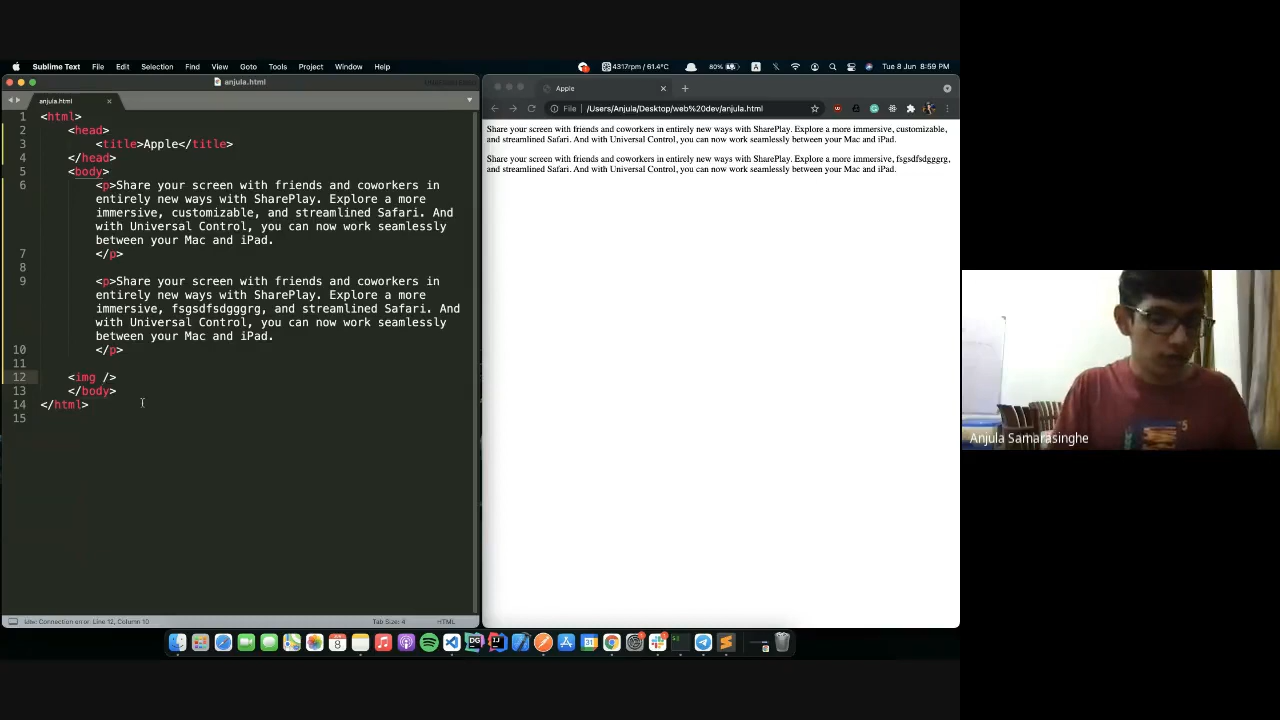 Sublime Text File Edit Selection Find View Goto Tools Project Window Help
4317rpm / 61.4°C 80% A Tue 8 Jun 8:59 PM
anjula.html
anjula.html
1 <html>
2 <head>
3 <title>Apple</title>
4 </head>
5 <body>
6 <p>Share your screen with friends and coworkers in
entirely new ways with SharePlay. Explore a more
immersive, customizable, and streamlined Safari. And
with Universal Control, you can now work seamlessly
between your Mac and iPad.
7 </p>
8
9 <p>Share your screen with friends and coworkers in
entirely new ways with SharePlay. Explore a more
immersive, fsgsdfsdgggrg, and streamlined Safari. And
with Universal Control, you can now work seamlessly
between your Mac and iPad.
10 </p>
11
12 <img />
13 </body>
14 </html>
15
Connection error, Line 12, Column 10 Tab Size: 4 HTML
Apple
File /Users/Anjula/Desktop/web%20dev/anjula.html
Share your screen with friends and coworkers in entirely new ways with SharePlay. Explore a more immersive, customizable,
and streamlined Safari. And with Universal Control, you can now work seamlessly between your Mac and iPad.
Share your screen with friends and coworkers in entirely new ways with SharePlay. Explore a more immersive, fsgsdfsdgggrg,
and streamlined Safari. And with Universal Control, you can now work seamlessly between your Mac and iPad.
Anjula Samarasinghe